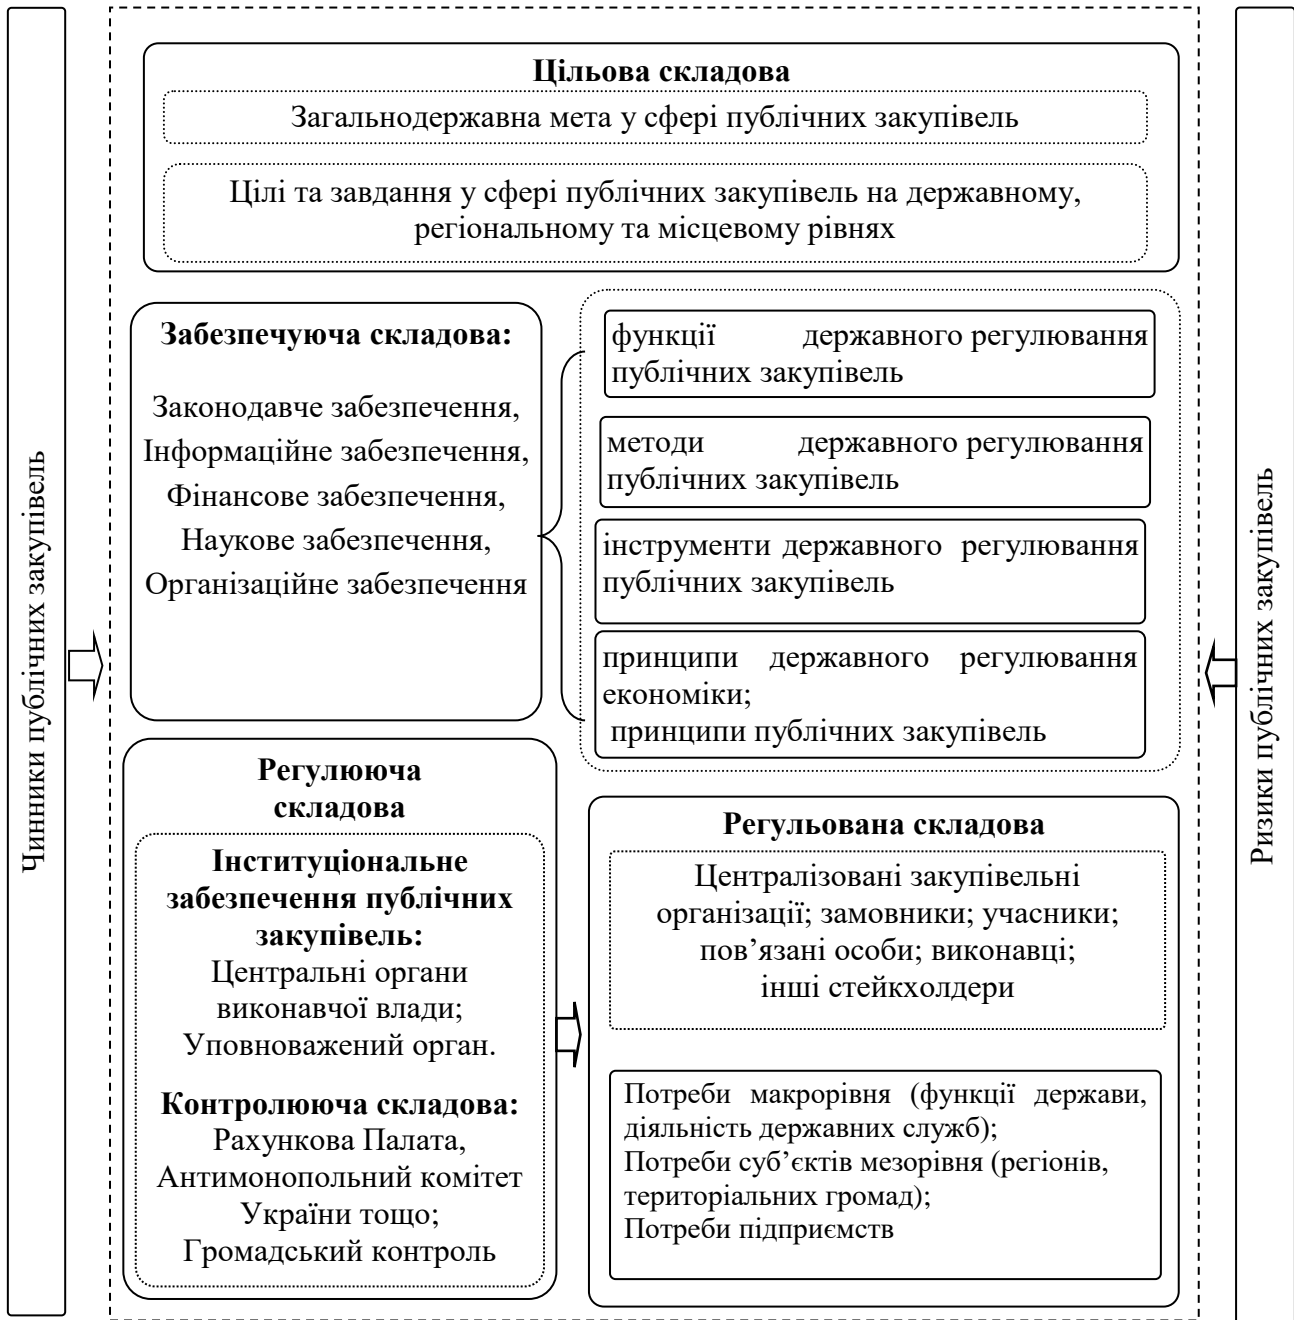 Чинники публічних закупівель
Цільова складова
Загальнодержавна мета у сфері публічних закупівель
Цілі та завдання у сфері публічних закупівель на державному,
регіональному та місцевому рівнях
Забезпечуюча складова:
Законодавче забезпечення,
Інформаційне забезпечення,
Фінансове забезпечення,
Наукове забезпечення,
Організаційне забезпечення
функції державного регулювання
публічних закупівель
методи державного регулювання
публічних закупівель
інструменти державного регулювання
публічних закупівель
принципи державного регулювання
економіки;
принципи публічних закупівель
Регулююча
складова
Інституціональне
забезпечення публічних
закупівель:
Центральні органи
виконавчої влади;
Уповноважений орган.
Контролююча складова:
Рахункова Палата,
Антимонопольний комітет
України тощо;
Громадський контроль
Регульована складова
Централізовані закупівельні
організації; замовники; учасники;
пов’язані особи; виконавці;
інші стейкхолдери
Потреби макрорівня (функції держави,
діяльність державних служб);
Потреби суб’єктів мезорівня (регіонів,
територіальних громад);
Потреби підприємств
Ризики публічних закупівель